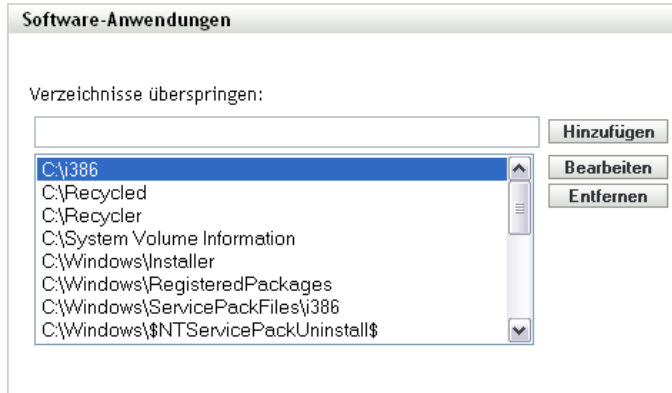 Software-Anwendungen
Verzeichnisse überspringen:
Hinzufügen
C:\i386
Bearbeiten
C:\Recycled
Entfernen
C:\Recycler
C:\System Volume Information
C:\Windows\Installer
C:\Windows\RegisteredPackages
C:\Windows\ServicePackFiles\i386
C:\Windows\$NTServicePackUninstall$